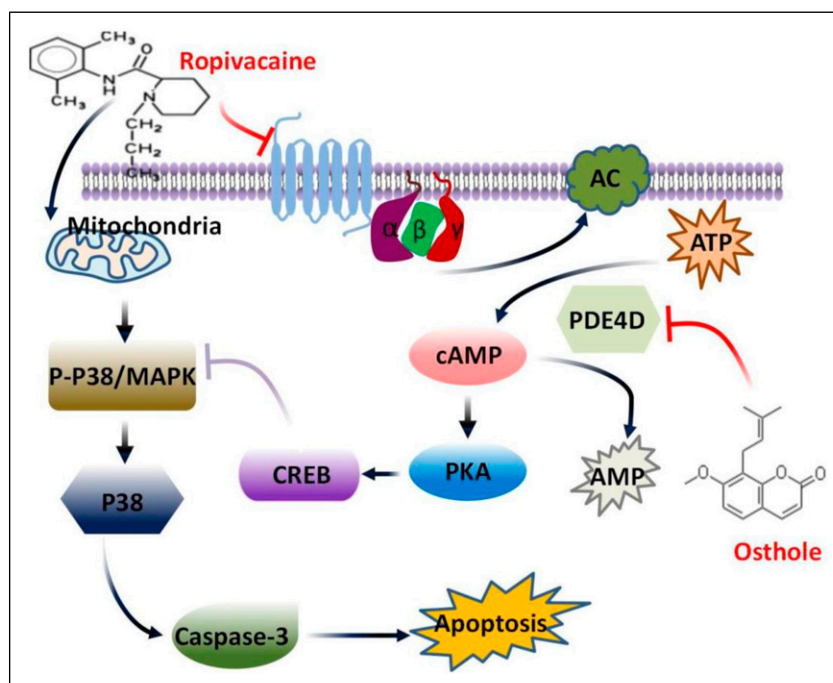 CH₃
O
Ropivacaine
N
H
CH₃
N
CH₂
CH₂
CH₃
AC
Mitochondria
α
β
γ
ATP
PDE4D
cAMP
P-P38/MAPK
CREB
PKA
AMP
O
O
O
P38
Osthole
Caspase-3
Apoptosis